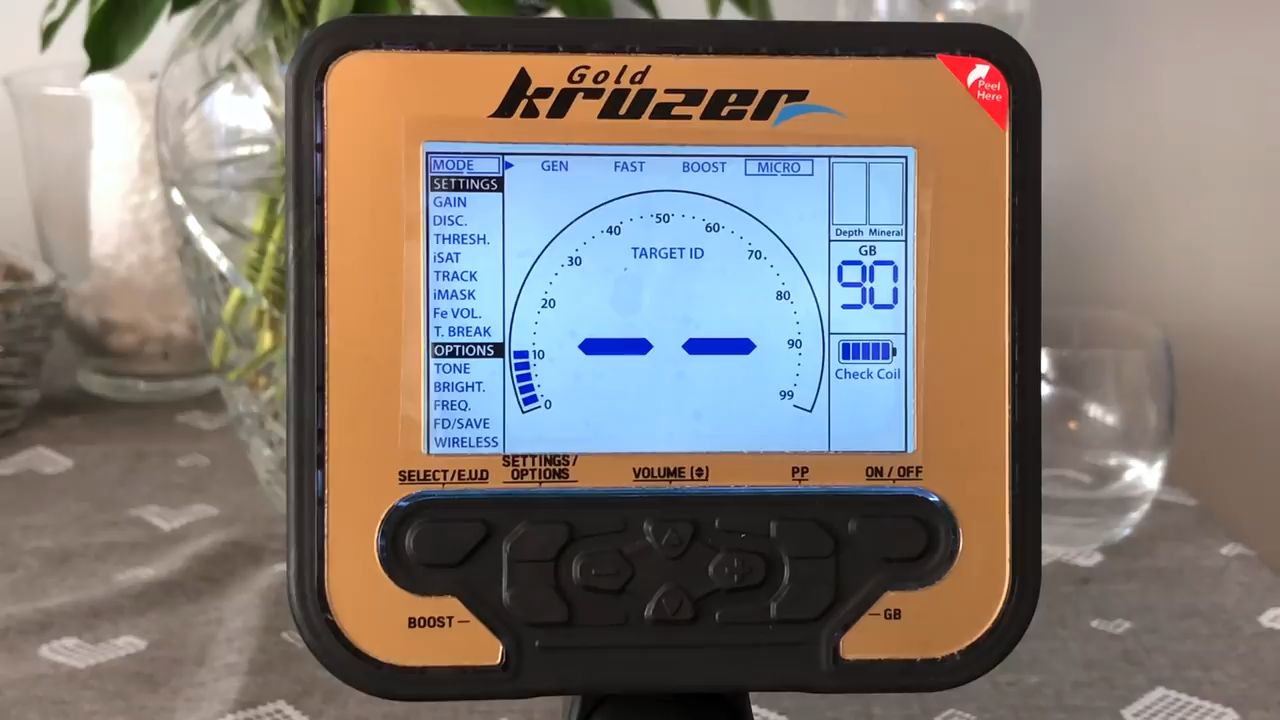 Gold
kruzer
Peel
Here
MODE GEN FAST BOOST MICRO
SETTINGS
GAIN
DISC.
THRESH.
iSAT
TRACK
iMASK
Fe VOL.
T. BREAK
OPTIONS
TONE
BRIGHT.
FREQ.
FD/SAVE
WIRELESS
TARGET ID
0
10
20
30
40
50
60
70
80
90
99
Depth Mineral
GB
90
Check Coil
SELECT/E.U.D
SETTINGS/
OPTIONS
VOLUME
PP
ON / OFF
BOOST
GB